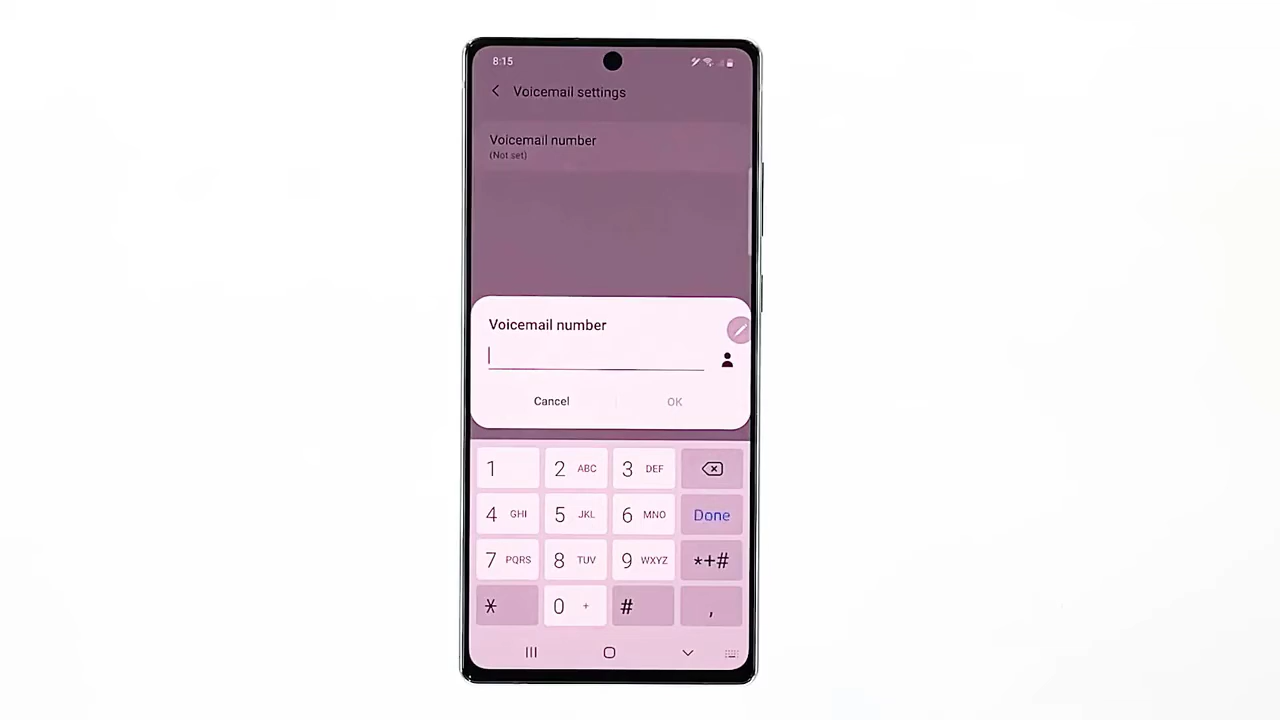 8:15
Voicemail settings
Voicemail number
(Not set)
Voicemail number
Cancel
OK
1
2 ABC
3 DEF
4 GHI
5 JKL
6 MNO
Done
7 PQRS
8 TUV
9 WXYZ
*+#
*
0 +
#
,